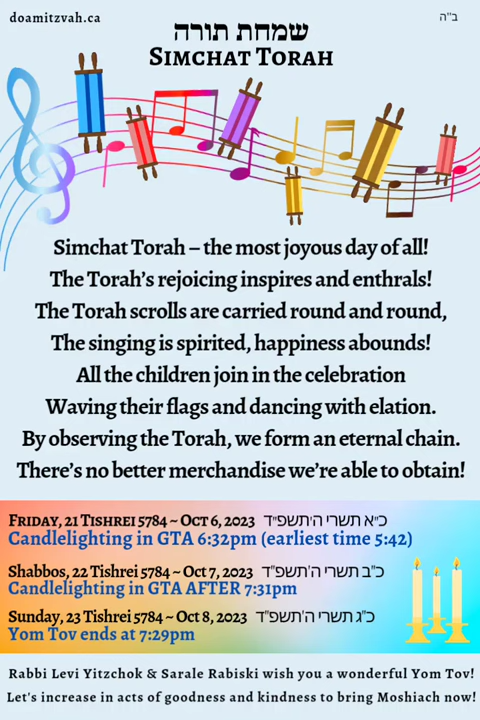 doamitzvah.ca
ב"ה
שמחת תורה
Simchat Torah
Simchat Torah – the most joyous day of all!
The Torah's rejoicing inspires and enthrals!
The Torah scrolls are carried round and round,
The singing is spirited, happiness abounds!
All the children join in the celebration
Waving their flags and dancing with elation.
By observing the Torah, we form an eternal chain.
There's no better merchandise we're able to obtain!
Friday, 21 Tishrei 5784 ~ Oct 6, 2023 כ"א תשרי ה'תשפ"ד
Candlelighting in GTA 6:32pm (earliest time 5:42)
Shabbos, 22 Tishrei 5784 ~ Oct 7, 2023 כ"ב תשרי ה'תשפ"ד
Candlelighting in GTA AFTER 7:31pm
Sunday, 23 Tishrei 5784 ~ Oct 8, 2023 כ"ג תשרי ה'תשפ"ד
Yom Tov ends at 7:29pm
Rabbi Levi Yitzchok & Sarale Rabiski wish you a wonderful Yom Tov!
Let's increase in acts of goodness and kindness to bring Moshiach now!